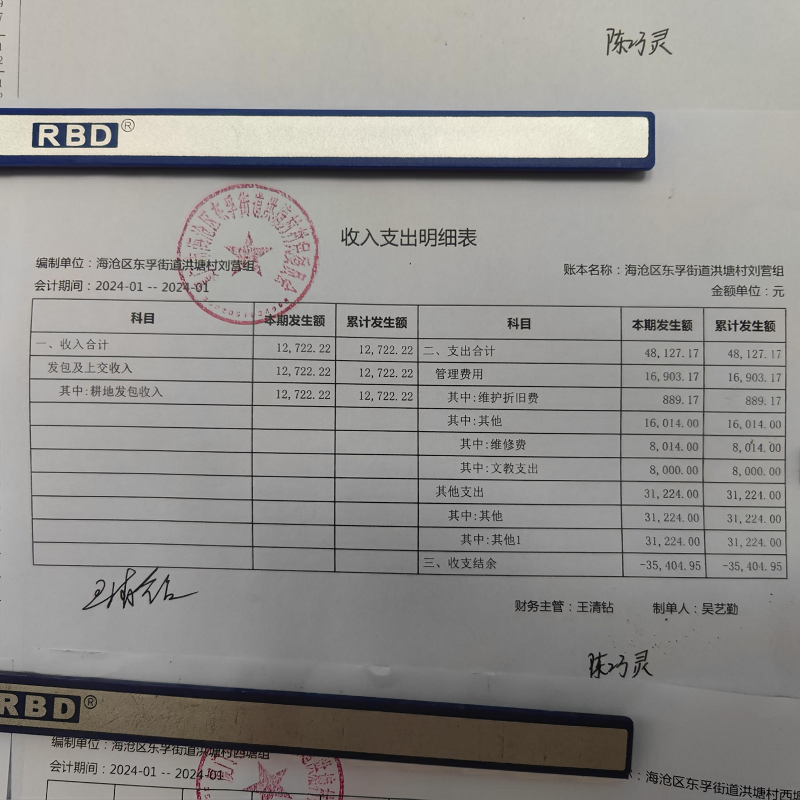 陈巧灵
RBD®
收入支出明细表
编制单位：海沧区东孚街道洪塘村刘营组
账本名称：海沧区东孚街道洪塘村刘营组
会计期间：2024-01 -- 2024-01
金额单位：元
科目 本期发生额 累计发生额 科目 本期发生额 累计发生额
一、收入合计 12,722.22 12,722.22 二、支出合计 48,127.17 48,127.17
发包及上交收入 12,722.22 12,722.22 管理费用 16,903.17 16,903.17
其中:耕地发包收入 12,722.22 12,722.22 其中:维护折旧费 889.17 889.17
其中:其他 16,014.00 16,014.00
其中:维修费 8,014.00 8,014.00
其中:文教支出 8,000.00 8,000.00
其他支出 31,224.00 31,224.00
其中:其他 31,224.00 31,224.00
其中:其他1 31,224.00 31,224.00
三、收支结余 -35,404.95 -35,404.95
王清钻
财务主管：王清钻 制单人：吴艺勤
陈巧灵
RBD®
编制单位：海沧区东孚街道洪塘村西塘组
会计期间：2024-01 -- 2024-01
：海沧区东孚街道洪塘村西塘